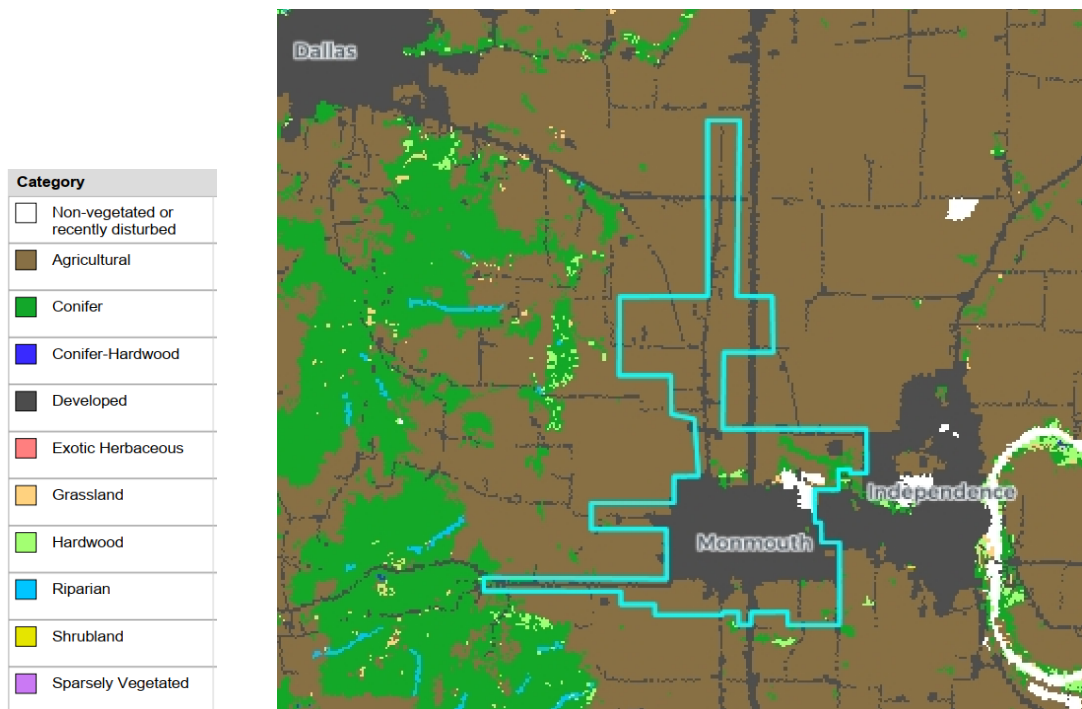 Category
Non-vegetated or
recently disturbed
Agricultural
Conifer
Conifer-Hardwood
Developed
Exotic Herbaceous
Grassland
Hardwood
Riparian
Shrubland
Sparsely Vegetated
Dallas
Independence
Monmouth